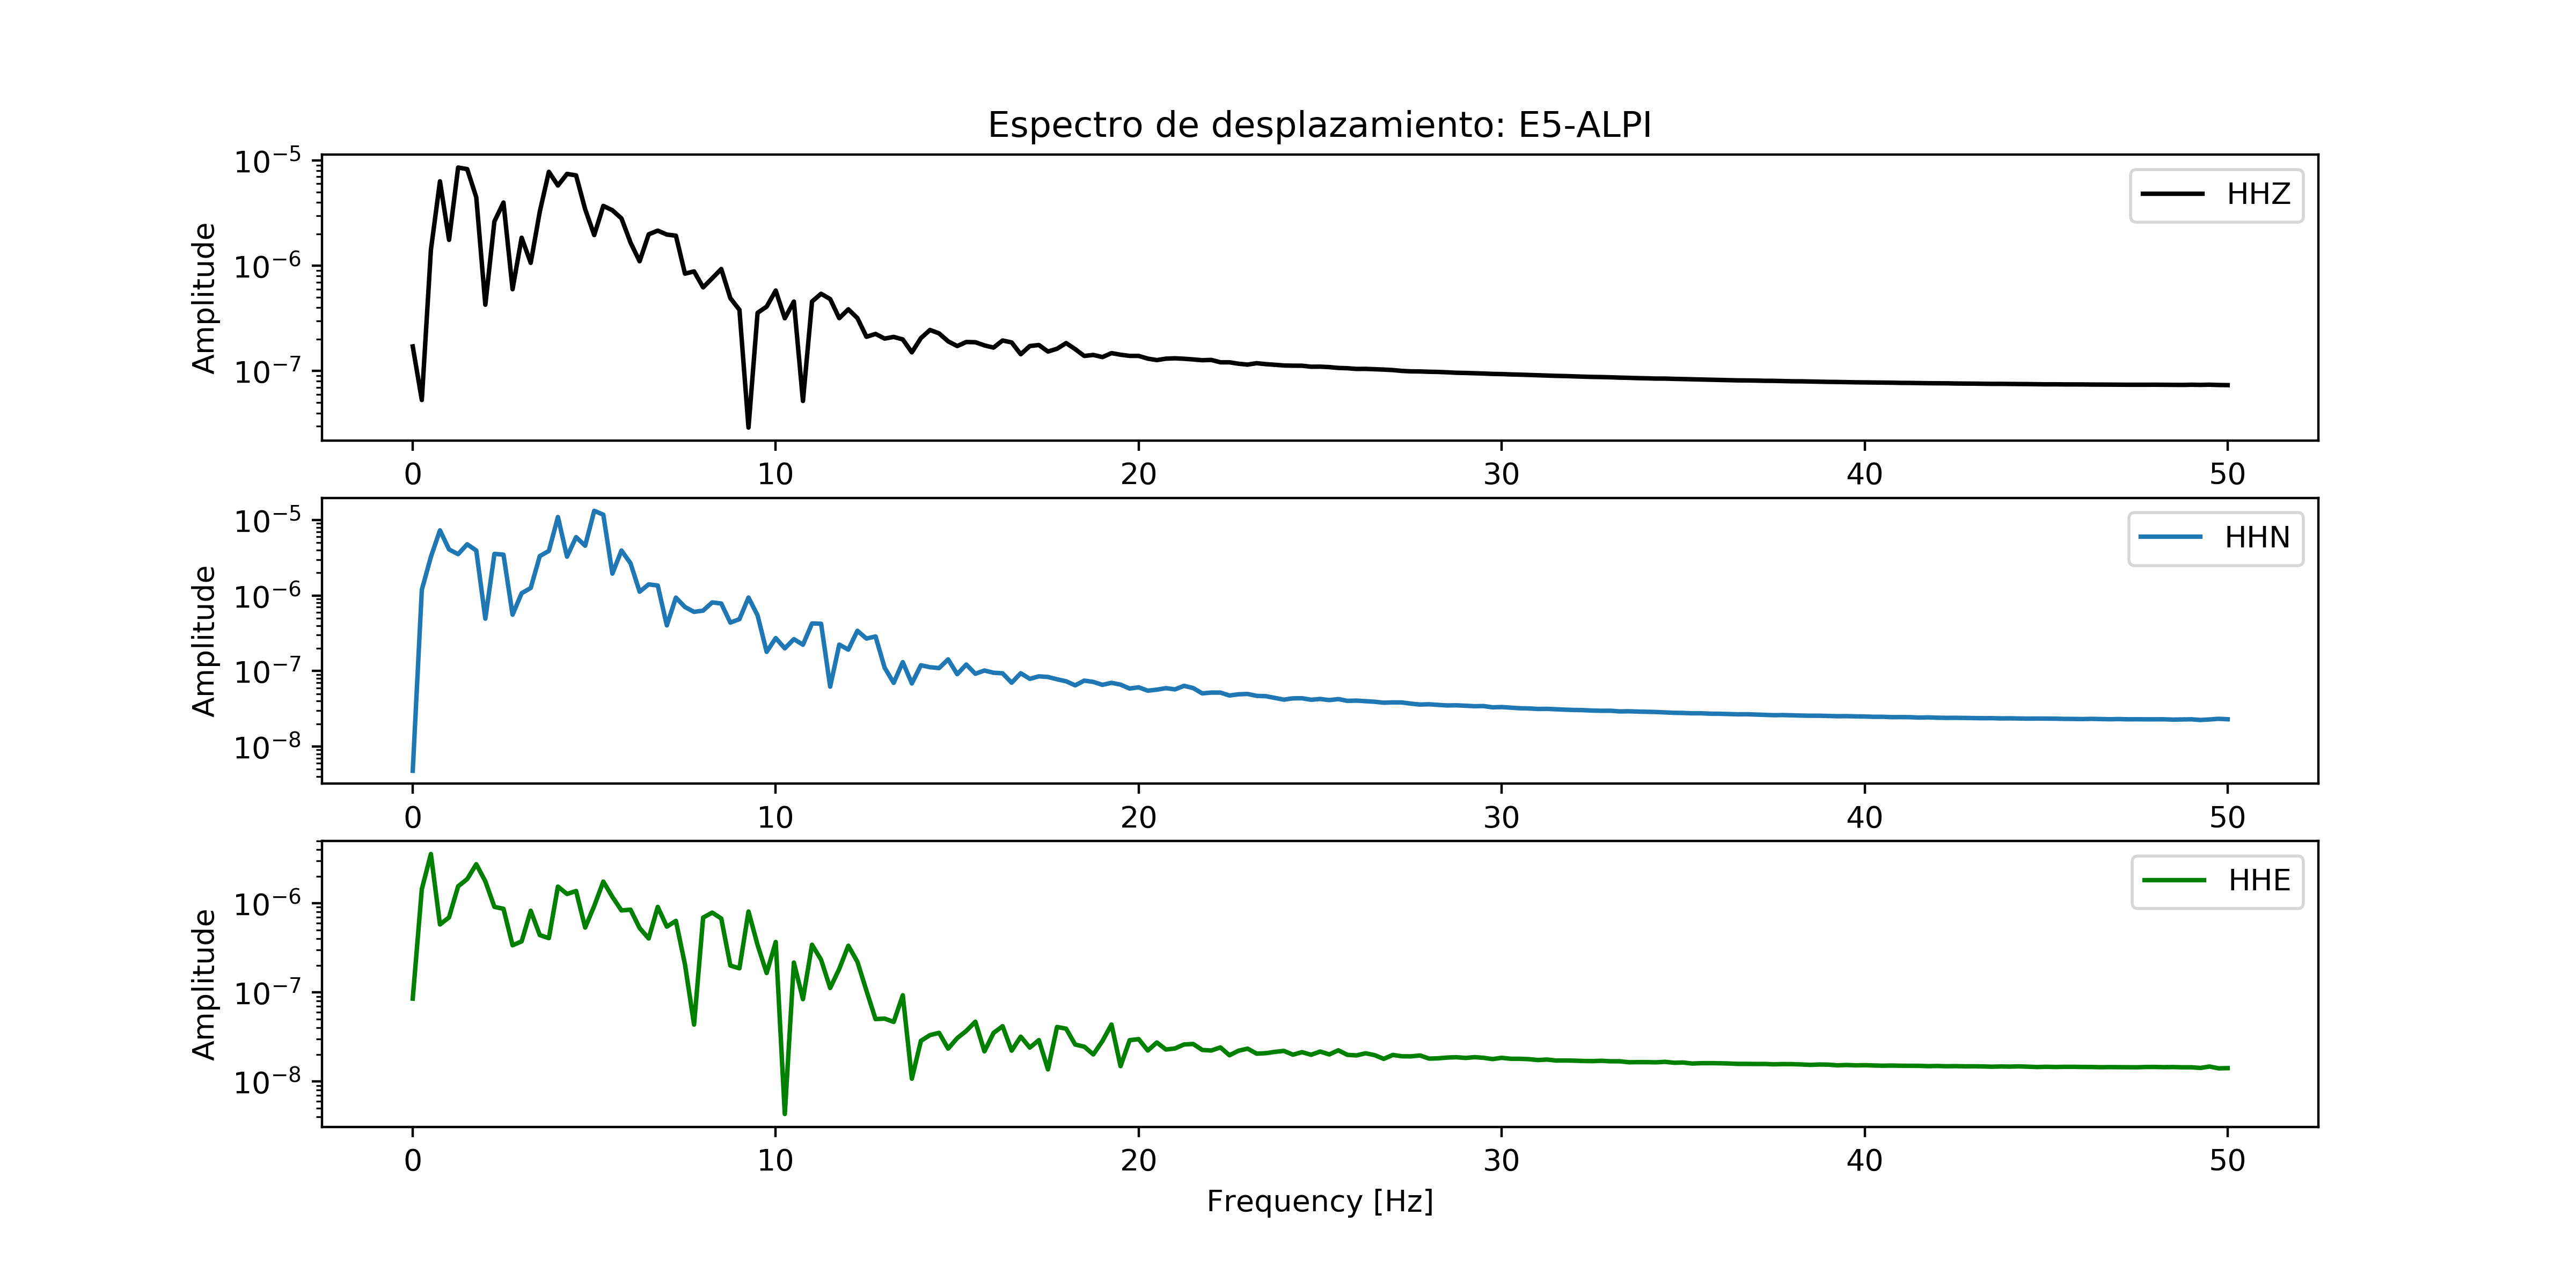 Espectro de desplazamiento: E5-ALPI
Amplitude
10⁻⁵
10⁻⁶
10⁻⁷
HHZ
0 10 20 30 40 50
Amplitude
10⁻⁵
10⁻⁶
10⁻⁷
10⁻⁸
HHN
0 10 20 30 40 50
Amplitude
10⁻⁶
10⁻⁷
10⁻⁸
HHE
0 10 20 30 40 50
Frequency [Hz]